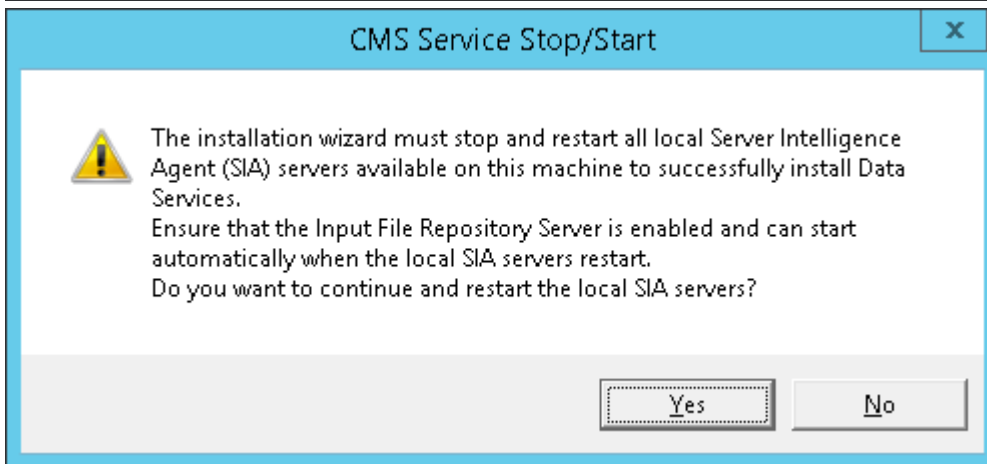 CMS Service Stop/Start
x
The installation wizard must stop and restart all local Server Intelligence
Agent (SIA) servers available on this machine to successfully install Data
Services.
Ensure that the Input File Repository Server is enabled and can start
automatically when the local SIA servers restart.
Do you want to continue and restart the local SIA servers?
Yes
No